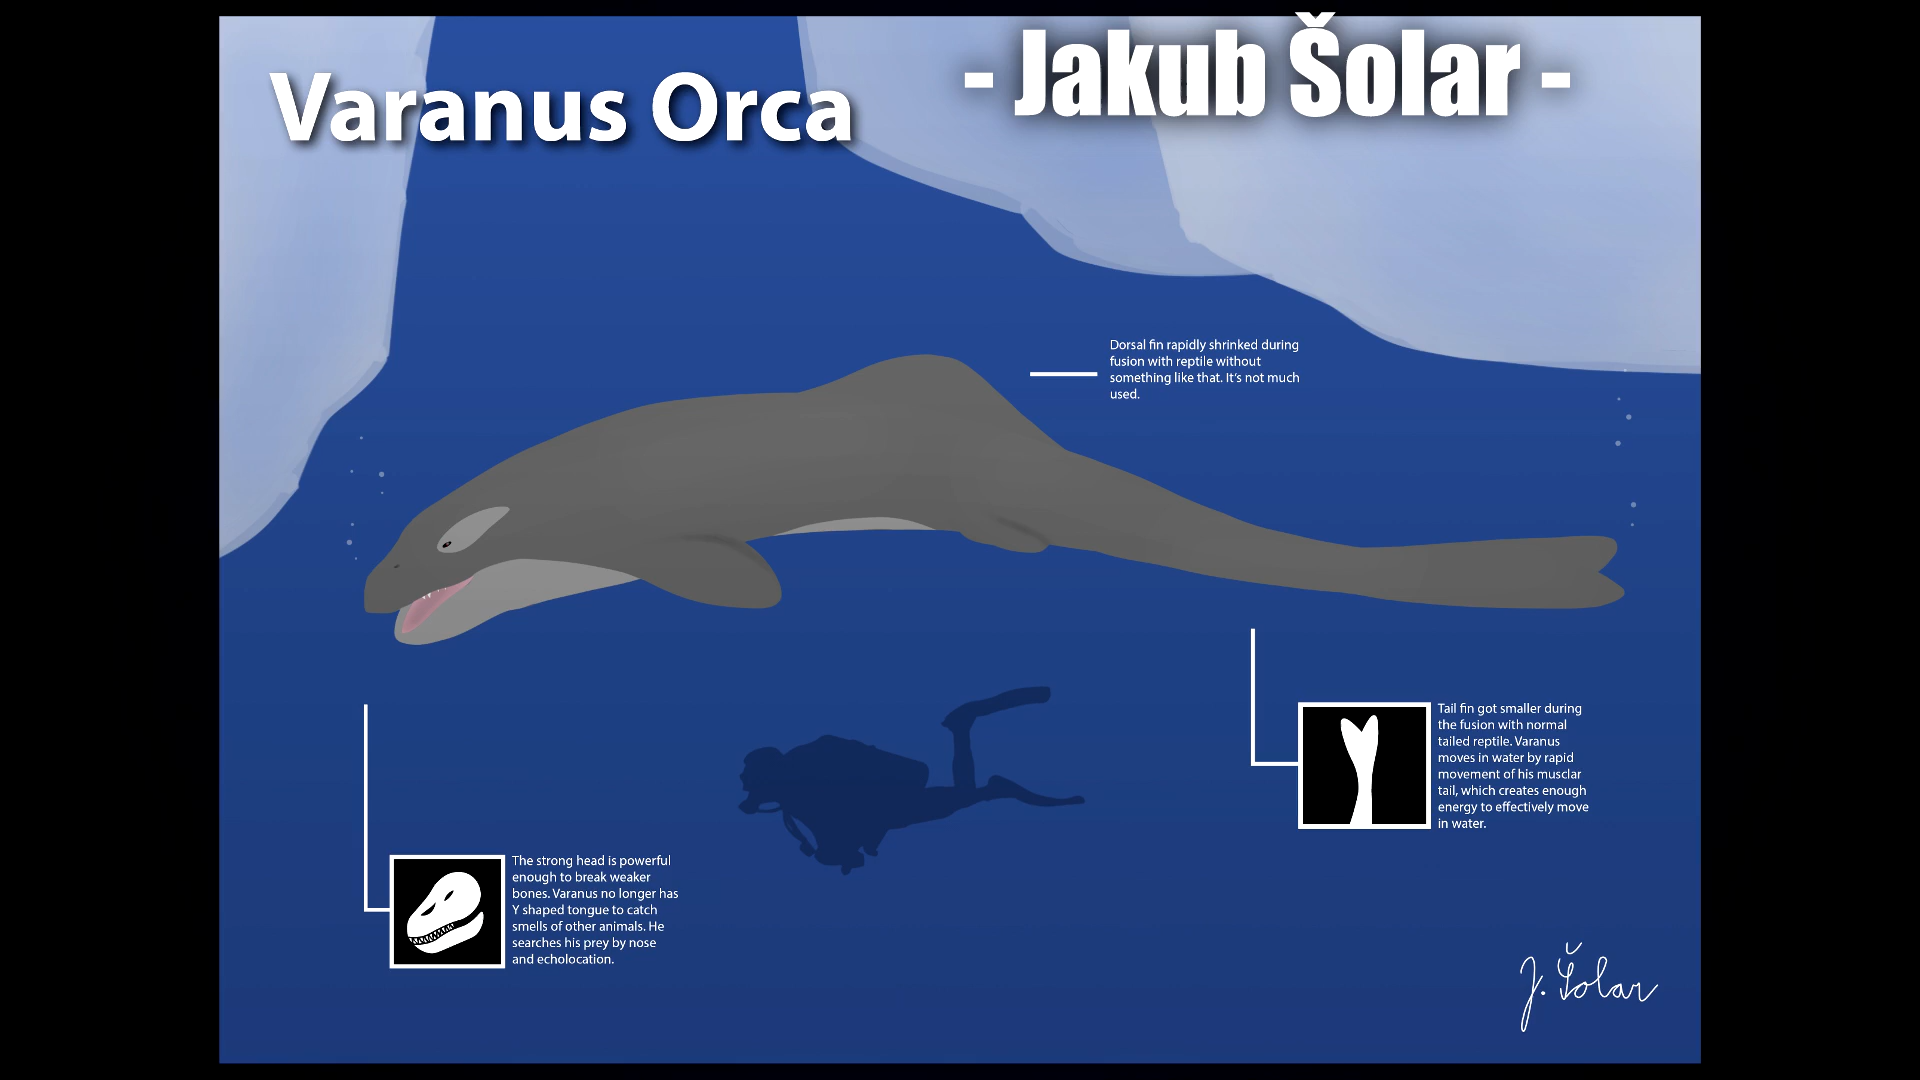 Varanus Orca
- Jakub Šolar -
Dorsal fin rapidly shrinked during
fusion with reptile without
something like that. It's not much
used.
Tail fin got smaller during
the fusion with normal
tailed reptile. Varanus
moves in water by rapid
movement of his musclar
tail, which creates enough
energy to effectively move
in water.
The strong head is powerful
enough to break weaker
bones. Varanus no longer has
Y shaped tongue to catch
smells of other animals. He
searches his prey by nose
and echolocation.
J. Šolar